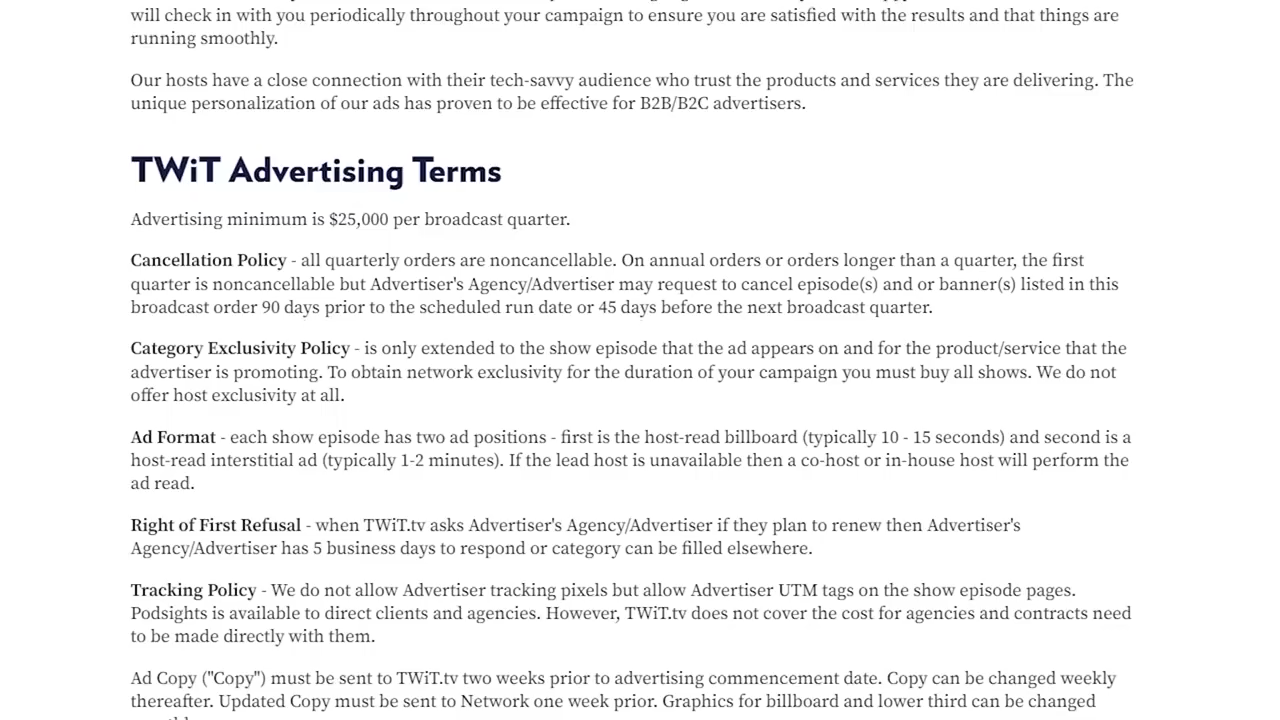 will check in with you periodically throughout your campaign to ensure you are satisfied with the results and that things are
running smoothly.
Our hosts have a close connection with their tech-savvy audience who trust the products and services they are delivering. The
unique personalization of our ads has proven to be effective for B2B/B2C advertisers.
TWiT Advertising Terms
Advertising minimum is $25,000 per broadcast quarter.
Cancellation Policy - all quarterly orders are noncancellable. On annual orders or orders longer than a quarter, the first
quarter is noncancellable but Advertiser's Agency/Advertiser may request to cancel episode(s) and or banner(s) listed in this
broadcast order 90 days prior to the scheduled run date or 45 days before the next broadcast quarter.
Category Exclusivity Policy - is only extended to the show episode that the ad appears on and for the product/service that the
advertiser is promoting. To obtain network exclusivity for the duration of your campaign you must buy all shows. We do not
offer host exclusivity at all.
Ad Format - each show episode has two ad positions - first is the host-read billboard (typically 10 - 15 seconds) and second is a
host-read interstitial ad (typically 1-2 minutes). If the lead host is unavailable then a co-host or in-house host will perform the
ad read.
Right of First Refusal - when TWiT.tv asks Advertiser's Agency/Advertiser if they plan to renew then Advertiser's
Agency/Advertiser has 5 business days to respond or category can be filled elsewhere.
Tracking Policy - We do not allow Advertiser tracking pixels but allow Advertiser UTM tags on the show episode pages.
Podsights is available to direct clients and agencies. However, TWiT.tv does not cover the cost for agencies and contracts need
to be made directly with them.
Ad Copy ("Copy") must be sent to TWiT.tv two weeks prior to advertising commencement date. Copy can be changed weekly
thereafter. Updated Copy must be sent to Network one week prior. Graphics for billboard and lower third can be changed